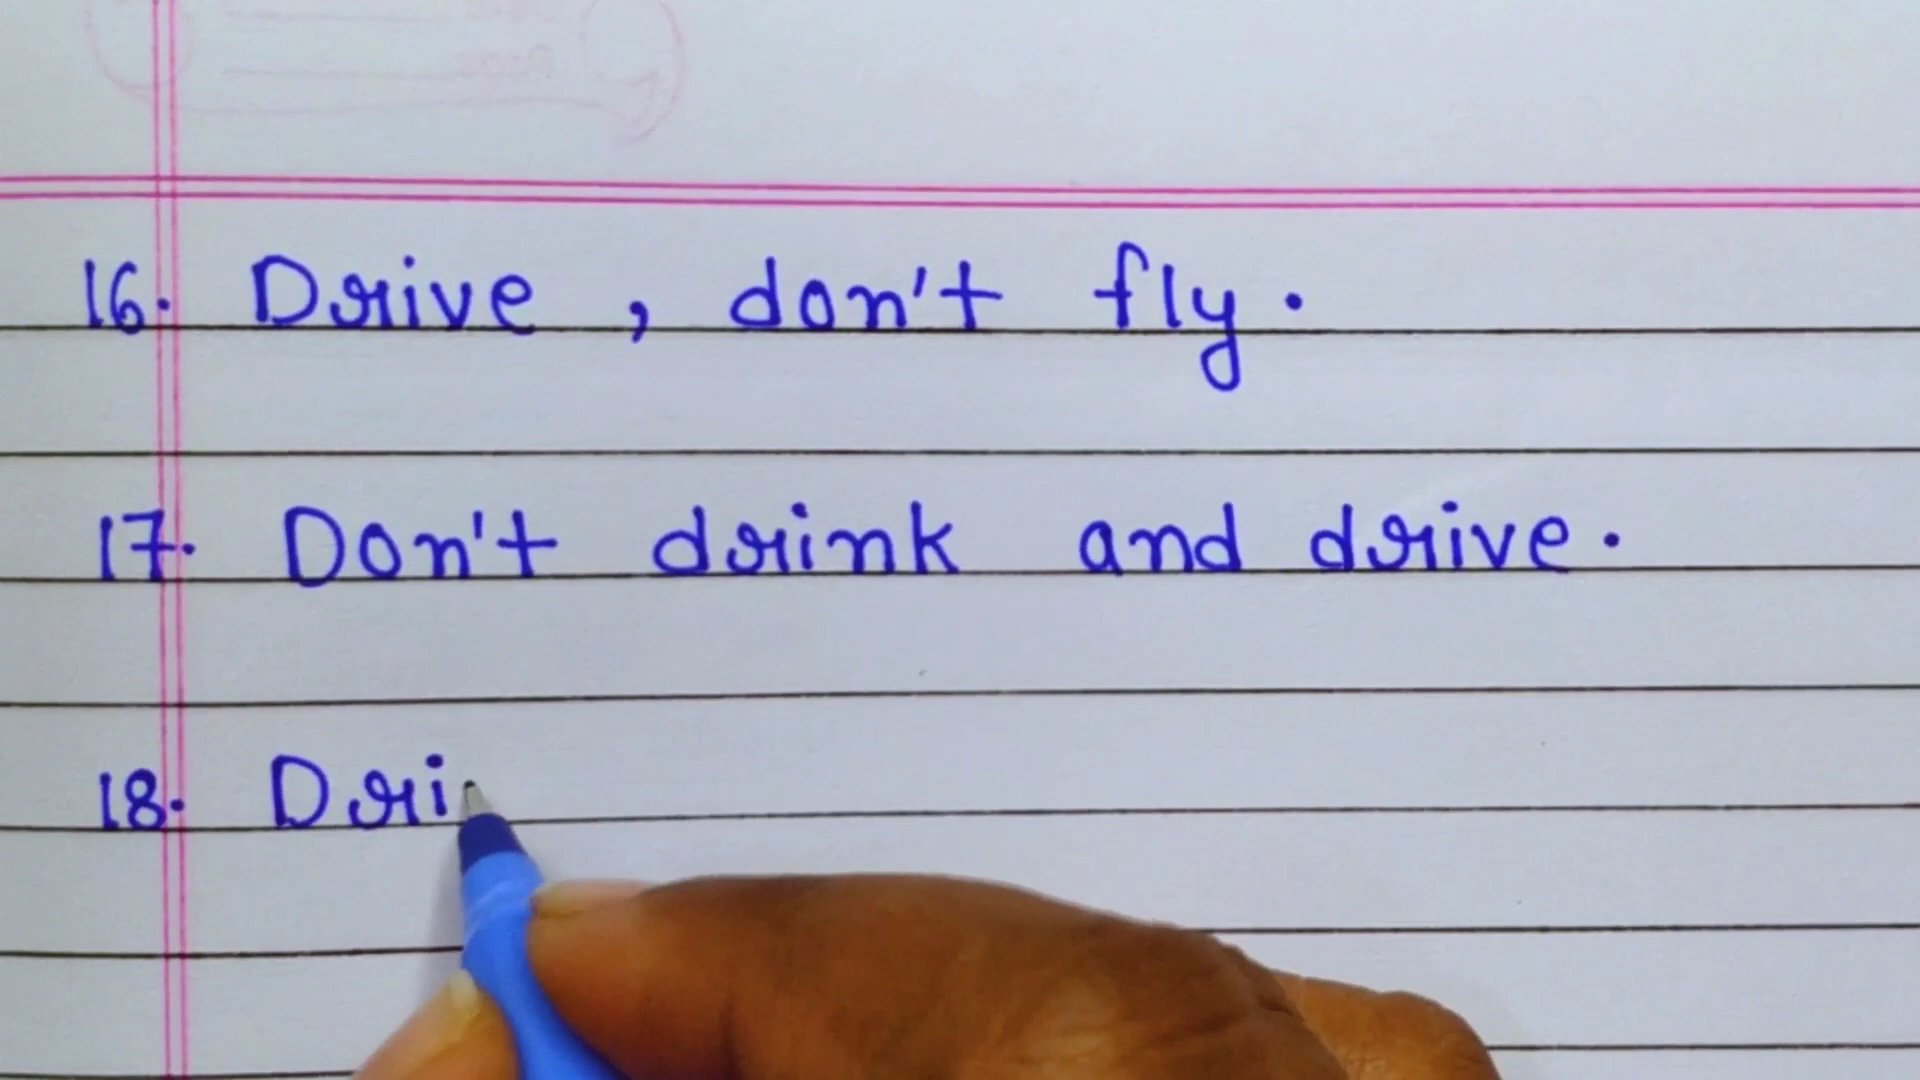 16. Drive , don't fly.
17. Don't drink and drive.
18. Dri